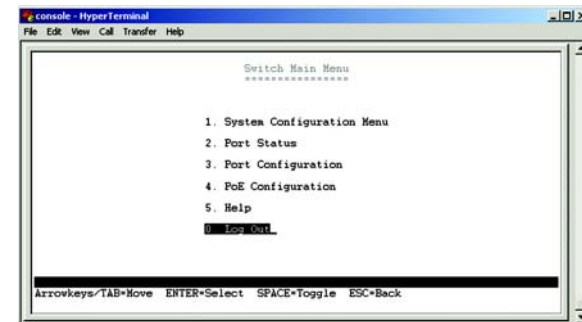 console - HyperTerminal
File Edit View Call Transfer Help
Switch Main Menu
================
1. System Configuration Menu
2. Port Status
3. Port Configuration
4. PoE Configuration
5. Help
0. Log Out
Arrowkeys/TAB=Move ENTER=Select SPACE=Toggle ESC=Back